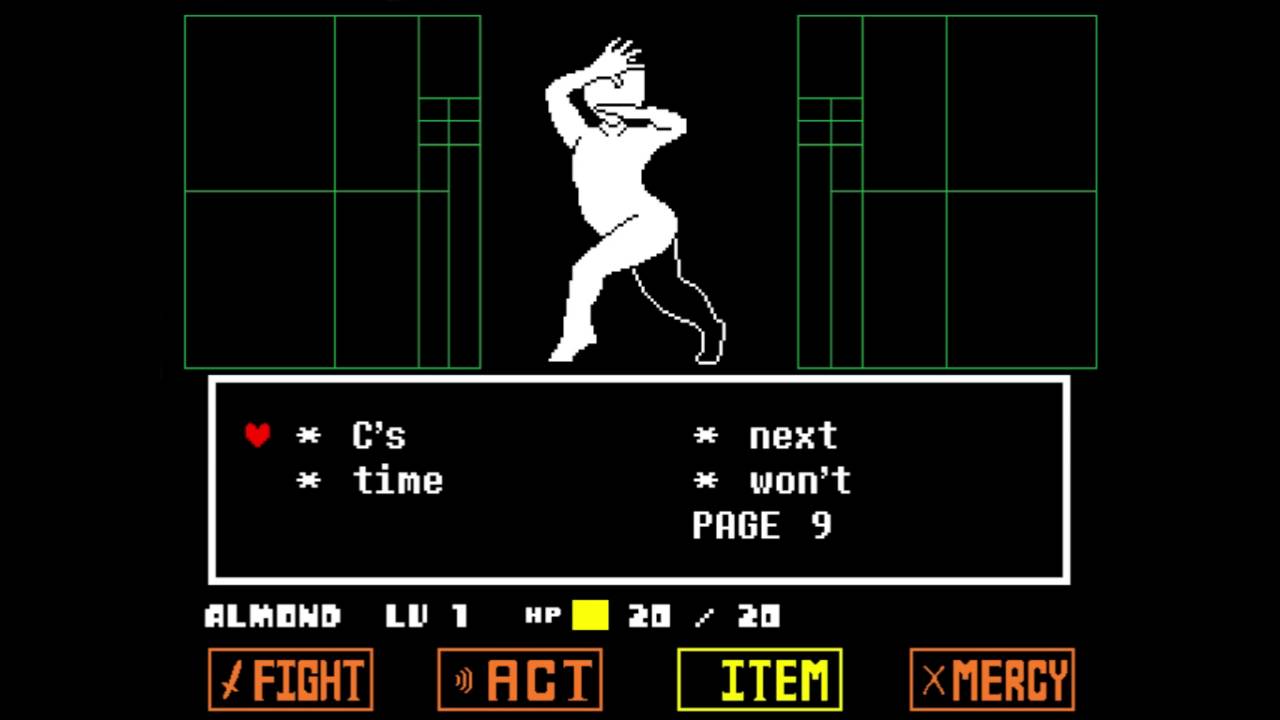 * C's * next
* time * won't
PAGE 9
ALMOND LV 1 HP 20 / 20
FIGHT ACT ITEM MERCY